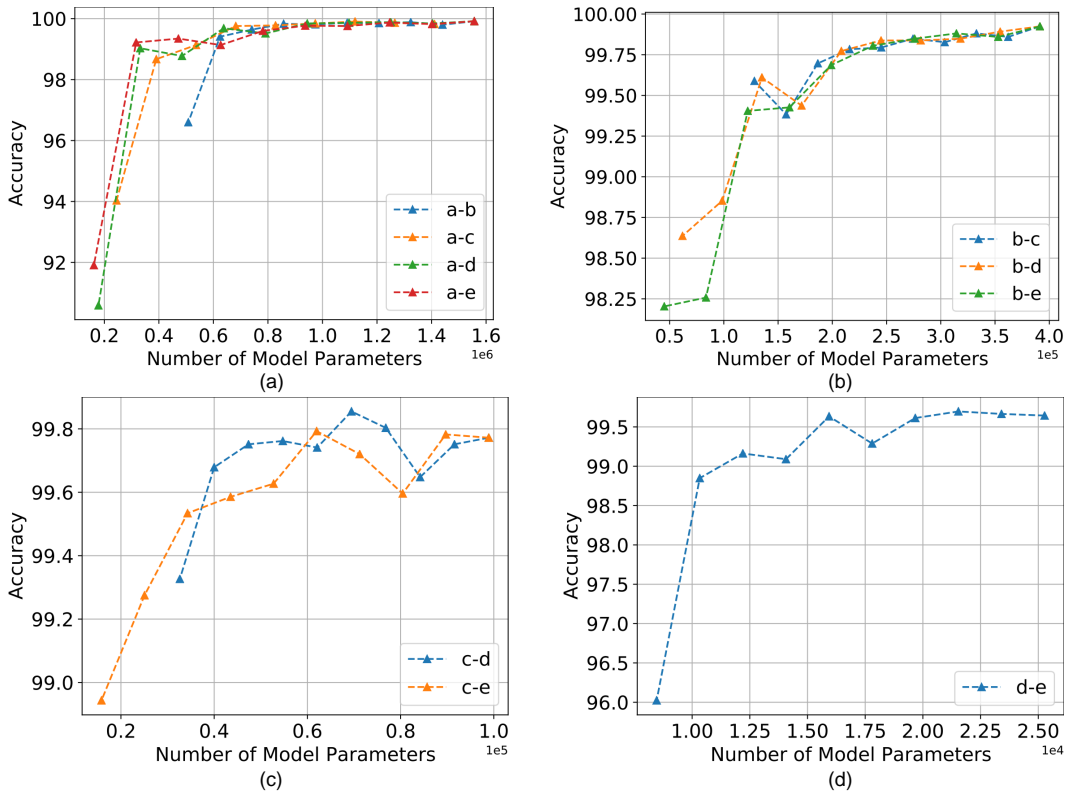 100
98
96
94
92
Accuracy
a-b
a-c
a-d
a-e
0.2 0.4 0.6 0.8 1.0 1.2 1.4 1.6
Number of Model Parameters 1e6
(a)
100.00
99.75
99.50
99.25
99.00
98.75
98.50
98.25
Accuracy
b-c
b-d
b-e
0.5 1.0 1.5 2.0 2.5 3.0 3.5 4.0
Number of Model Parameters 1e5
(b)
99.8
99.6
99.4
99.2
99.0
Accuracy
c-d
c-e
0.2 0.4 0.6 0.8 1.0
Number of Model Parameters 1e5
(c)
99.5
99.0
98.5
98.0
97.5
97.0
96.5
96.0
Accuracy
d-e
1.00 1.25 1.50 1.75 2.00 2.25 2.50
Number of Model Parameters 1e4
(d)